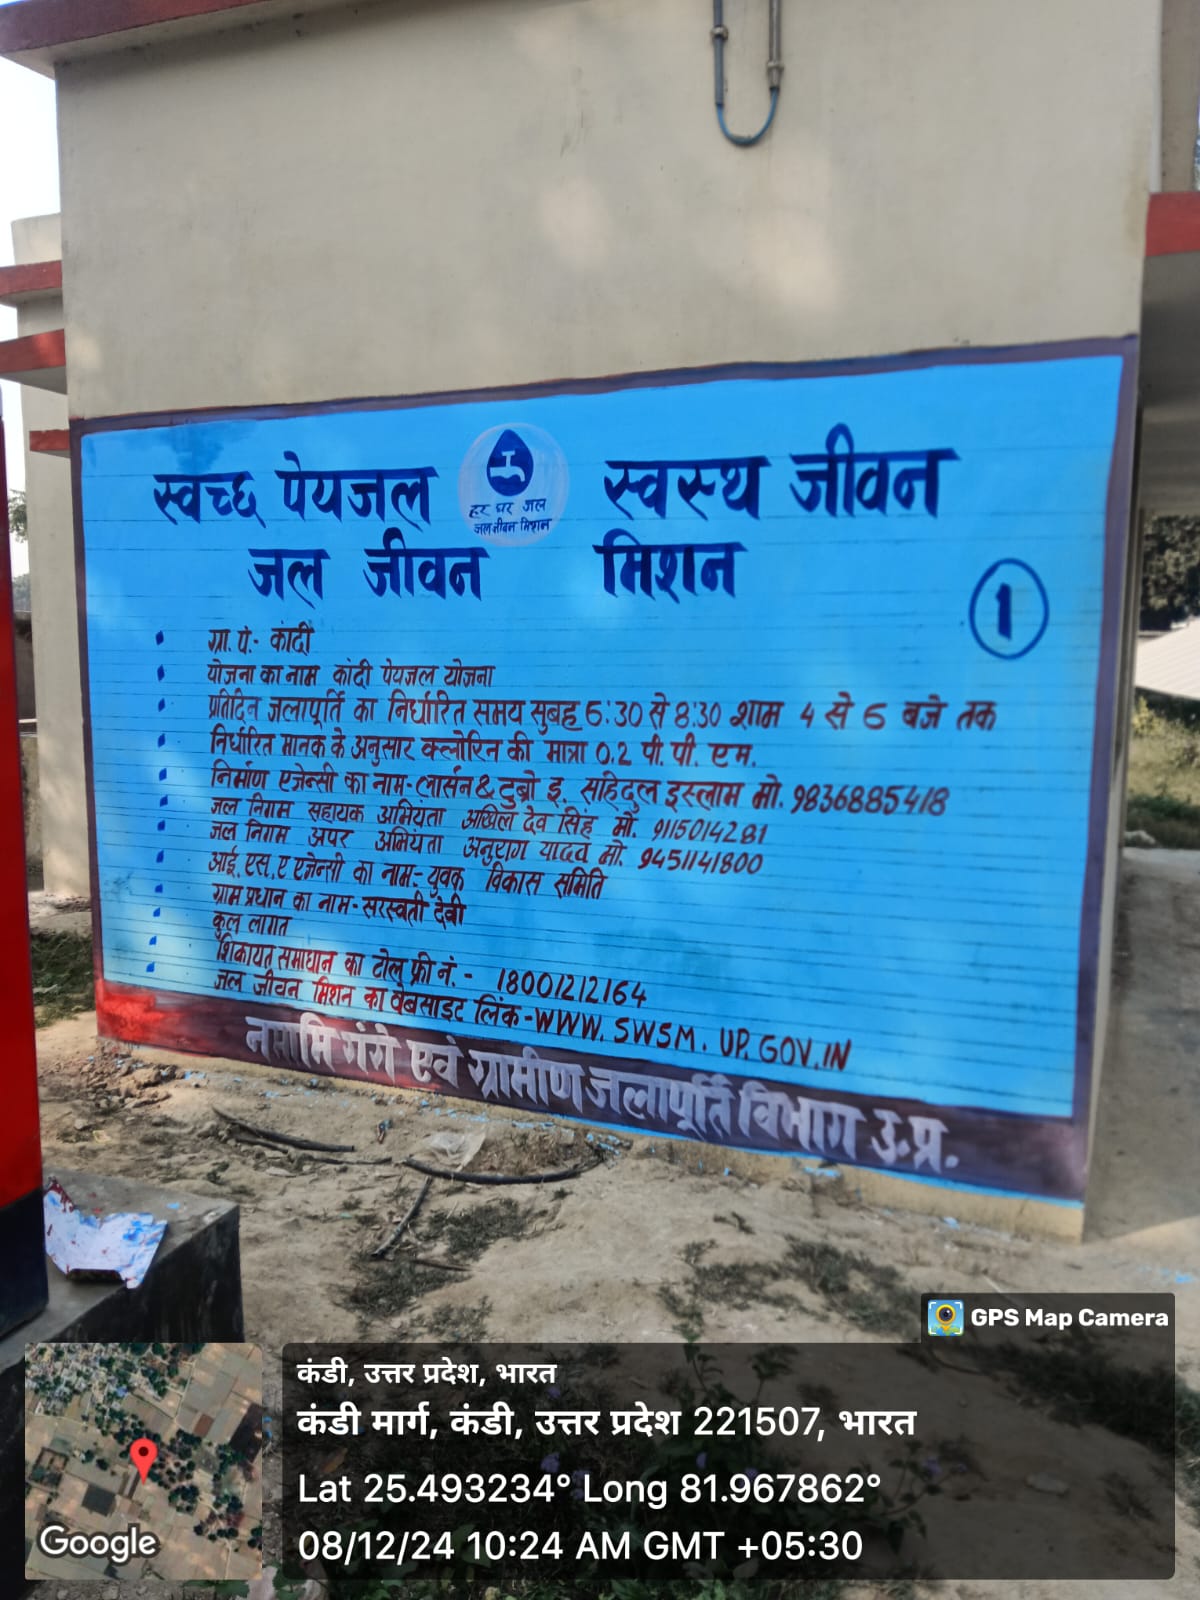 स्वच्छ पेयजल
हर घर जल
जल जीवन मिशन
स्वस्थ जीवन
जल जीवन मिशन
1
ग्रा. पं.- कांदी
योजना का नाम कांदी पेयजल योजना
प्रतिदिन जलापूर्ति का निर्धारित समय सुबह 6:30 से 8:30 शाम 4 से 6 बजे तक
निर्धारित मानक के अनुसार क्लोरिन की मात्रा 0.2 पी. पी. एम.
निर्माण एजेन्सी का नाम-लार्सन & टुब्रो इ. सहिदुल इस्लाम मो. 9836885418
जल निगम सहायक अभियंता अखिल देव सिंह मो. 9115014281
जल निगम अपर अभियंता अनुराग यादव मो. 9451141800
आई. एस. ए एजेन्सी का नाम- युवक विकास समिति
ग्राम प्रधान का नाम- सरस्वती देवी
कुल लागत
शिकायत समाधान का टोल फ्री नं. - 18001212164
जल जीवन मिशन का वेबसाइट लिंक -WWW. SWSM. UP. GOV.IN
नमामि गंगे एवं ग्रामीण जलापूर्ति विभाग उ.प्र.
GPS Map Camera
कंडी, उत्तर प्रदेश, भारत
कंडी मार्ग, कंडी, उत्तर प्रदेश 221507, भारत
Lat 25.493234° Long 81.967862°
08/12/24 10:24 AM GMT +05:30
Google